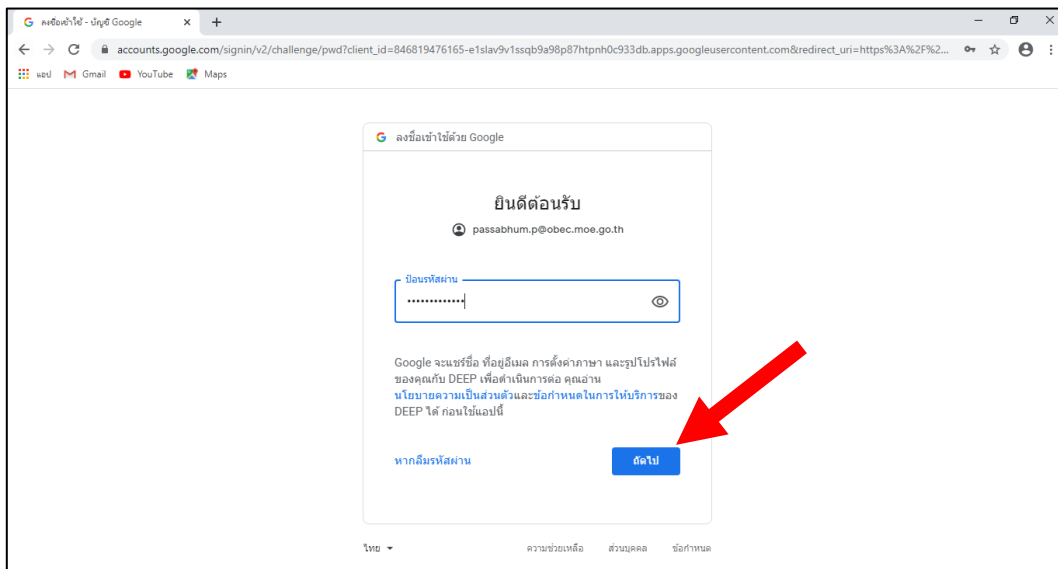 ลงชื่อเข้าใช้ - บัญชี Google
accounts.google.com/signin/v2/challenge/pwd?client_id=846819476165-e1slav9v1ssqb9a98p87htpnh0c933db.apps.googleusercontent.com&redirect_uri=https%3A%2F%2...
แอป Gmail YouTube Maps
ลงชื่อเข้าใช้ด้วย Google
ยินดีต้อนรับ
passabhum.p@obec.moe.go.th
ป้อนรหัสผ่าน
•••••••••••••
Google จะแชร์ชื่อ ที่อยู่อีเมล การตั้งค่าภาษา และรูปโปรไฟล์
ของคุณกับ DEEP เพื่อดำเนินการต่อ คุณอ่าน
นโยบายความเป็นส่วนตัวและข้อกำหนดในการให้บริการของ
DEEP ได้ ก่อนใช้แอปนี้
หากลืมรหัสผ่าน ถัดไป
ไทย ความช่วยเหลือ ส่วนบุคคล ข้อกำหนด